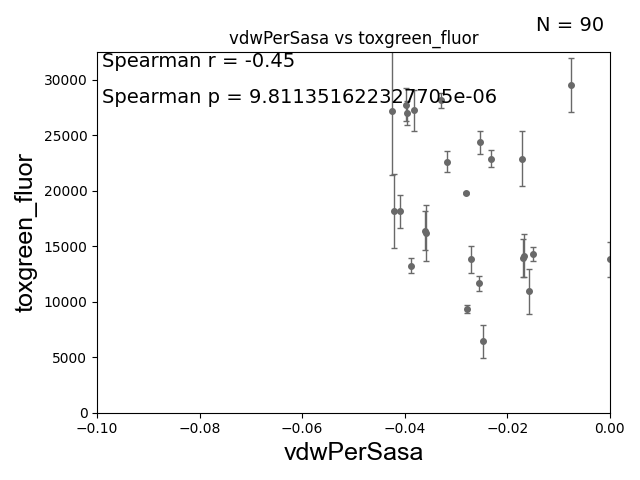 N = 90
vdwPerSasa vs toxgreen_fluor
Spearman r = -0.45
Spearman p = 9.811351622327705e-06
30000
25000
20000
15000
10000
5000
0
toxgreen_fluor
−0.10 −0.08 −0.06 −0.04 −0.02 0.00
vdwPerSasa